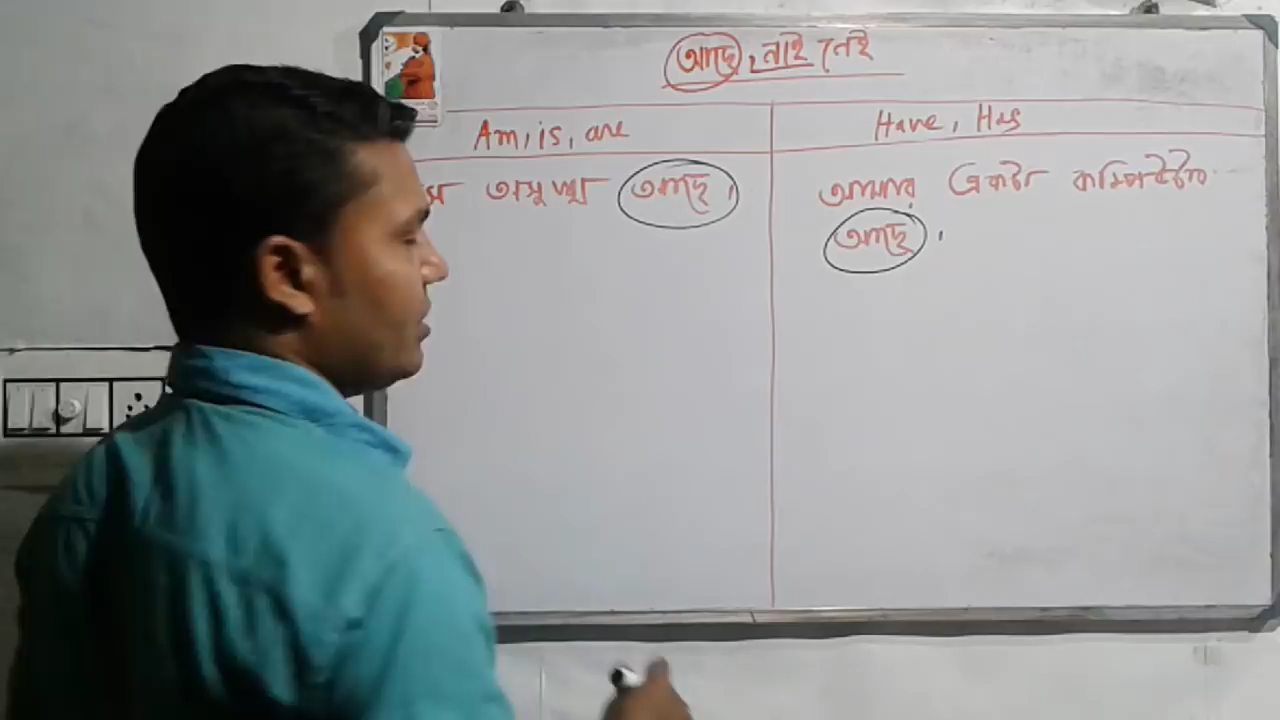 আছে, নাই নেই
Am, is, are
Have, Has
অসুস্থ আছে।
আমার একটা কম্পিউটার
আছে।